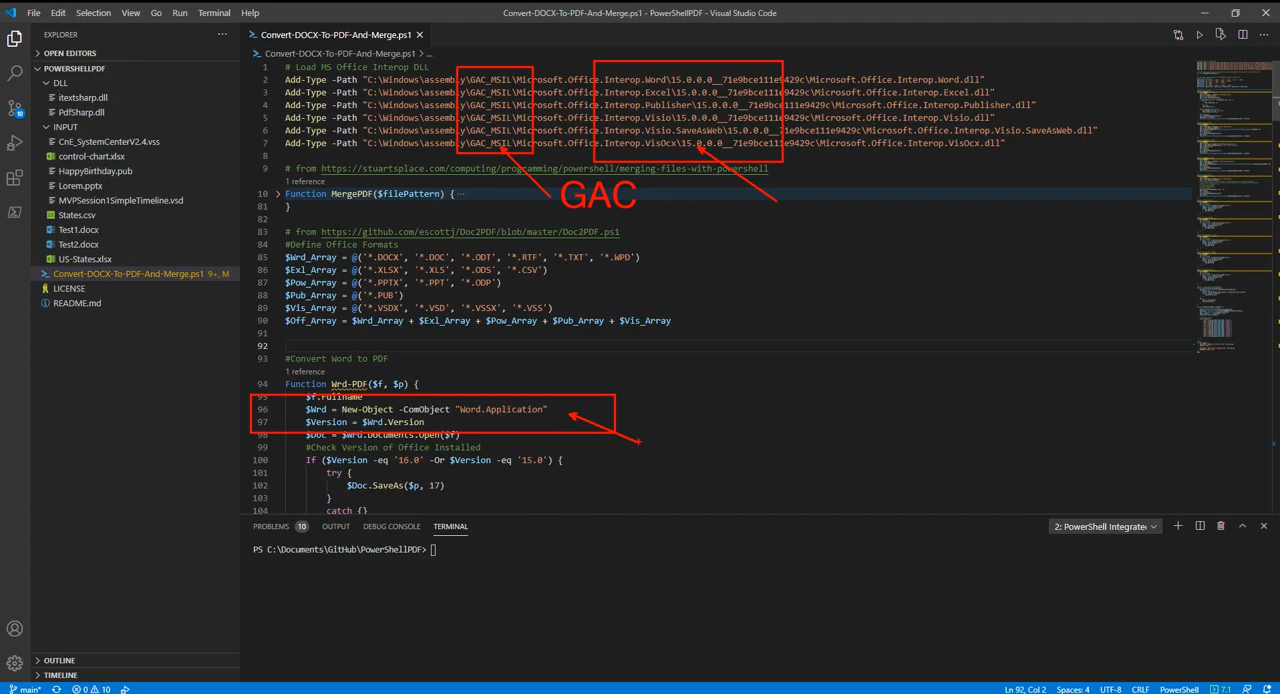 File Edit Selection View Go Run Terminal Help
Convert-DOCX-To-PDF-And-Merge.ps1 - PowerShellPDF - Visual Studio Code
EXPLORER
OPEN EDITORS
POWERSHELLPDF
DLL
itextsharp.dll
PdfSharp.dll
INPUT
CnE_SystemCenterV2.4.vss
control-chart.xlsx
HappyBirthday.pub
Lorem.pptx
MVPSession1SimpleTimeline.vsd
States.csv
Test1.docx
Test2.docx
US-States.xlsx
Convert-DOCX-To-PDF-And-Merge.ps1 9+, M
LICENSE
README.md
OUTLINE
TIMELINE
Convert-DOCX-To-PDF-And-Merge.ps1
Convert-DOCX-To-PDF-And-Merge.ps1 > ...
1 # Load MS Office Interop DLL
2 Add-Type -Path "C:\Windows\assembly\GAC_MSIL\Microsoft.Office.Interop.Word\15.0.0.0__71e9bce111e9429c\Microsoft.Office.Interop.Word.dll"
3 Add-Type -Path "C:\Windows\assembly\GAC_MSIL\Microsoft.Office.Interop.Excel\15.0.0.0__71e9bce111e9429c\Microsoft.Office.Interop.Excel.dll"
4 Add-Type -Path "C:\Windows\assembly\GAC_MSIL\Microsoft.Office.Interop.Publisher\15.0.0.0__71e9bce111e9429c\Microsoft.Office.Interop.Publisher.dll"
5 Add-Type -Path "C:\Windows\assembly\GAC_MSIL\Microsoft.Office.Interop.Visio\15.0.0.0__71e9bce111e9429c\Microsoft.Office.Interop.Visio.dll"
6 Add-Type -Path "C:\Windows\assembly\GAC_MSIL\Microsoft.Office.Interop.Visio.SaveAsWeb\15.0.0.0__71e9bce111e9429c\Microsoft.Office.Interop.Visio.SaveAsWeb.dll"
7 Add-Type -Path "C:\Windows\assembly\GAC_MSIL\Microsoft.Office.Interop.VisOcx\15.0.0.0__71e9bce111e9429c\Microsoft.Office.Interop.VisOcx.dll"
8
9 # from https://stuartsplace.com/computing/programming/powershell/merging-files-with-powershell
1 reference
GAC
10 Function MergePDF($filePattern) { ...
81 }
82
83 # from https://github.com/escottj/Doc2PDF/blob/master/Doc2PDF.ps1
84 #Define Office Formats
85 $Wrd_Array = @('*.DOCX', '*.DOC', '*.ODT', '*.RTF', '*.TXT', '*.WPD')
86 $Exl_Array = @('*.XLSX', '*.XLS', '*.ODS', '*.CSV')
87 $Pow_Array = @('*.PPTX', '*.PPT', '*.ODP')
88 $Pub_Array = @('*.PUB')
89 $Vis_Array = @('*.VSDX', '*.VSD', '*.VSSX', '*.VSS')
90 $Off_Array = $Wrd_Array + $Exl_Array + $Pow_Array + $Pub_Array + $Vis_Array
91
92
93 #Convert Word to PDF
1 reference
94 Function Wrd-PDF($f, $p) {
95 $f.Fullname
96 $Wrd = New-Object -ComObject "Word.Application"
97 $Version = $Wrd.Version
98 $Doc = $Wrd.Documents.Open($f)
99 #Check Version of Office Installed
100 If ($Version -eq '16.0' -Or $Version -eq '15.0') {
101 try {
102 $Doc.SaveAs($p, 17)
103 }
104 catch {}
PROBLEMS 10 OUTPUT DEBUG CONSOLE TERMINAL
2: PowerShell Integrate
PS C:\Documents\GitHub\PowerShellPDF>
10
main* 0 10
Ln 92, Col 2 Spaces: 4 UTF-8 CRLF PowerShell 7.1